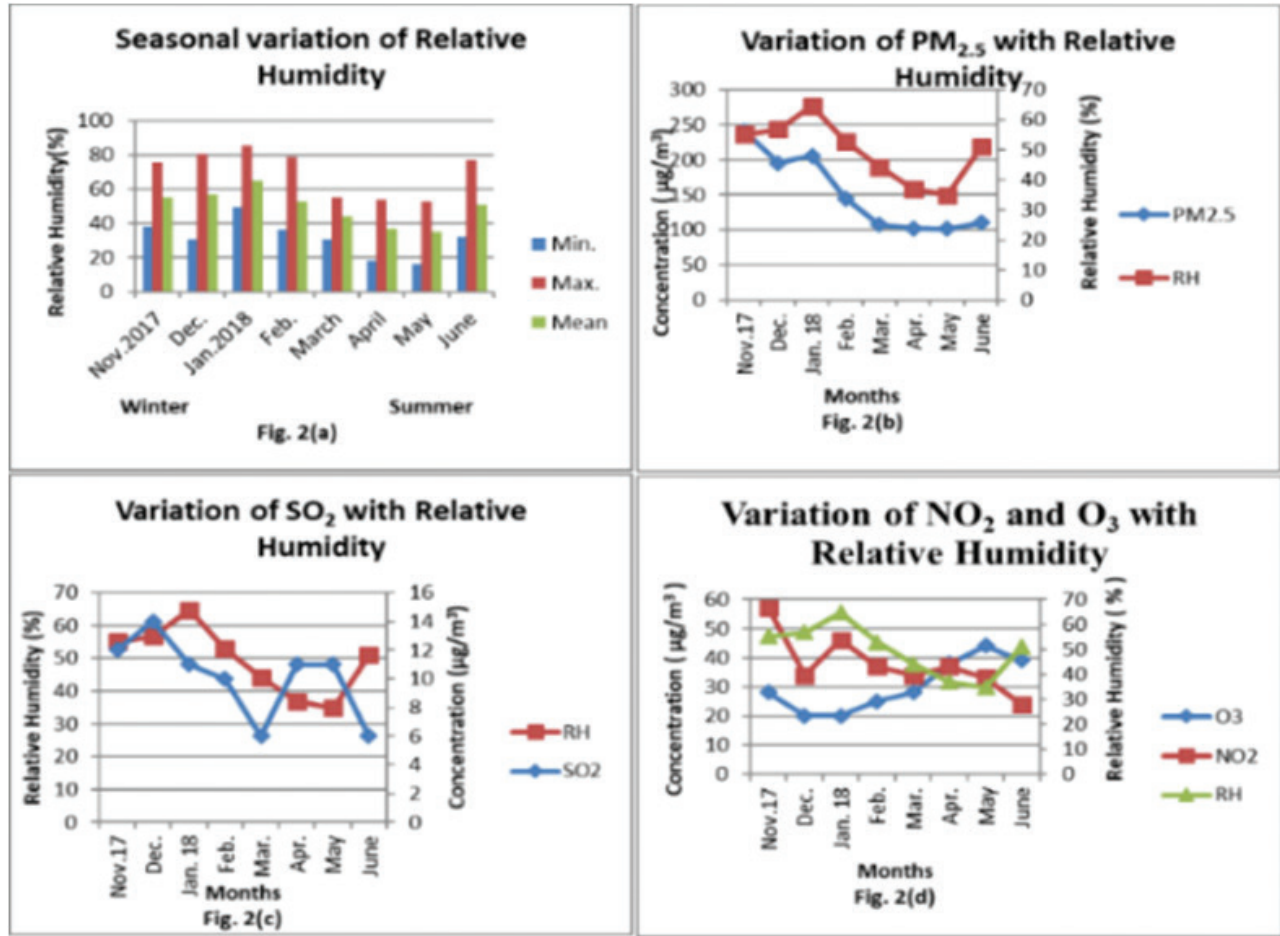 Seasonal variation of Relative
Humidity
Relative Humidity(%)
100
80
60
40
20
0
Nov.2017
Dec.
Jan.2018
Feb.
March
April
May
June
Min.
Max.
Mean
Winter
Summer
Fig. 2(a)
Variation of PM2.5 with Relative
Humidity
Concentration ( µg/m³)
300
250
200
150
100
50
0
70
60
50
40
30
20
10
0
Relative Humidity (%)
Nov.17
Dec.
Jan. 18
Feb.
Mar.
Apr.
May
June
PM2.5
RH
Months
Fig. 2(b)
Variation of SO2 with Relative
Humidity
Relative Humidity (%)
70
60
50
40
30
20
10
0
16
14
12
10
8
6
4
2
0
Concentration (µg/m³)
Nov.17
Dec.
Jan. 18
Feb.
Mar.
Apr.
May
June
RH
SO2
Months
Fig. 2(c)
Variation of NO2 and O3 with
Relative Humidity
Concentration ( µg/m³ )
60
50
40
30
20
10
0
70
60
50
40
30
20
10
0
Relative Humidity ( % )
Nov.17
Dec.
Jan. 18
Feb.
Mar.
Apr.
May
June
O3
NO2
RH
Months
Fig. 2(d)